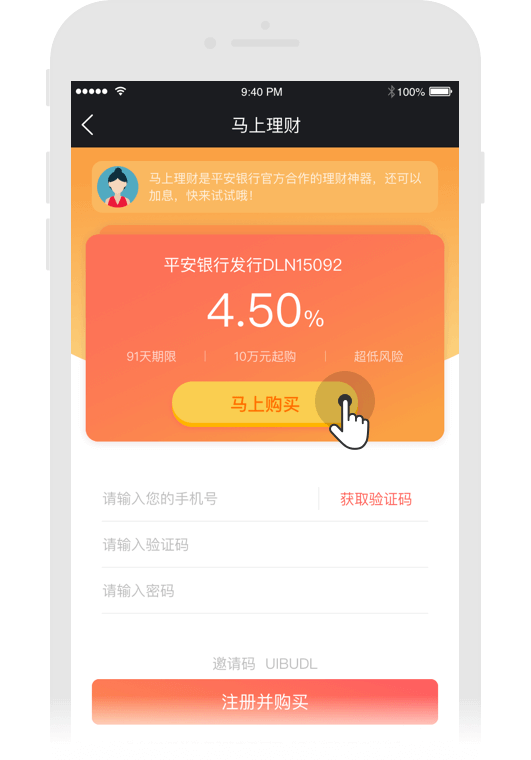 9:40 PM
100%
马上理财
马上理财是平安银行官方合作的理财神器，还可以
加息，快来试试哦！
平安银行发行DLN15092
4.50%
91天期限
10万元起购
超低风险
马上购买
请输入您的手机号
获取验证码
请输入验证码
请输入密码
邀请码 UIBUDL
注册并购买